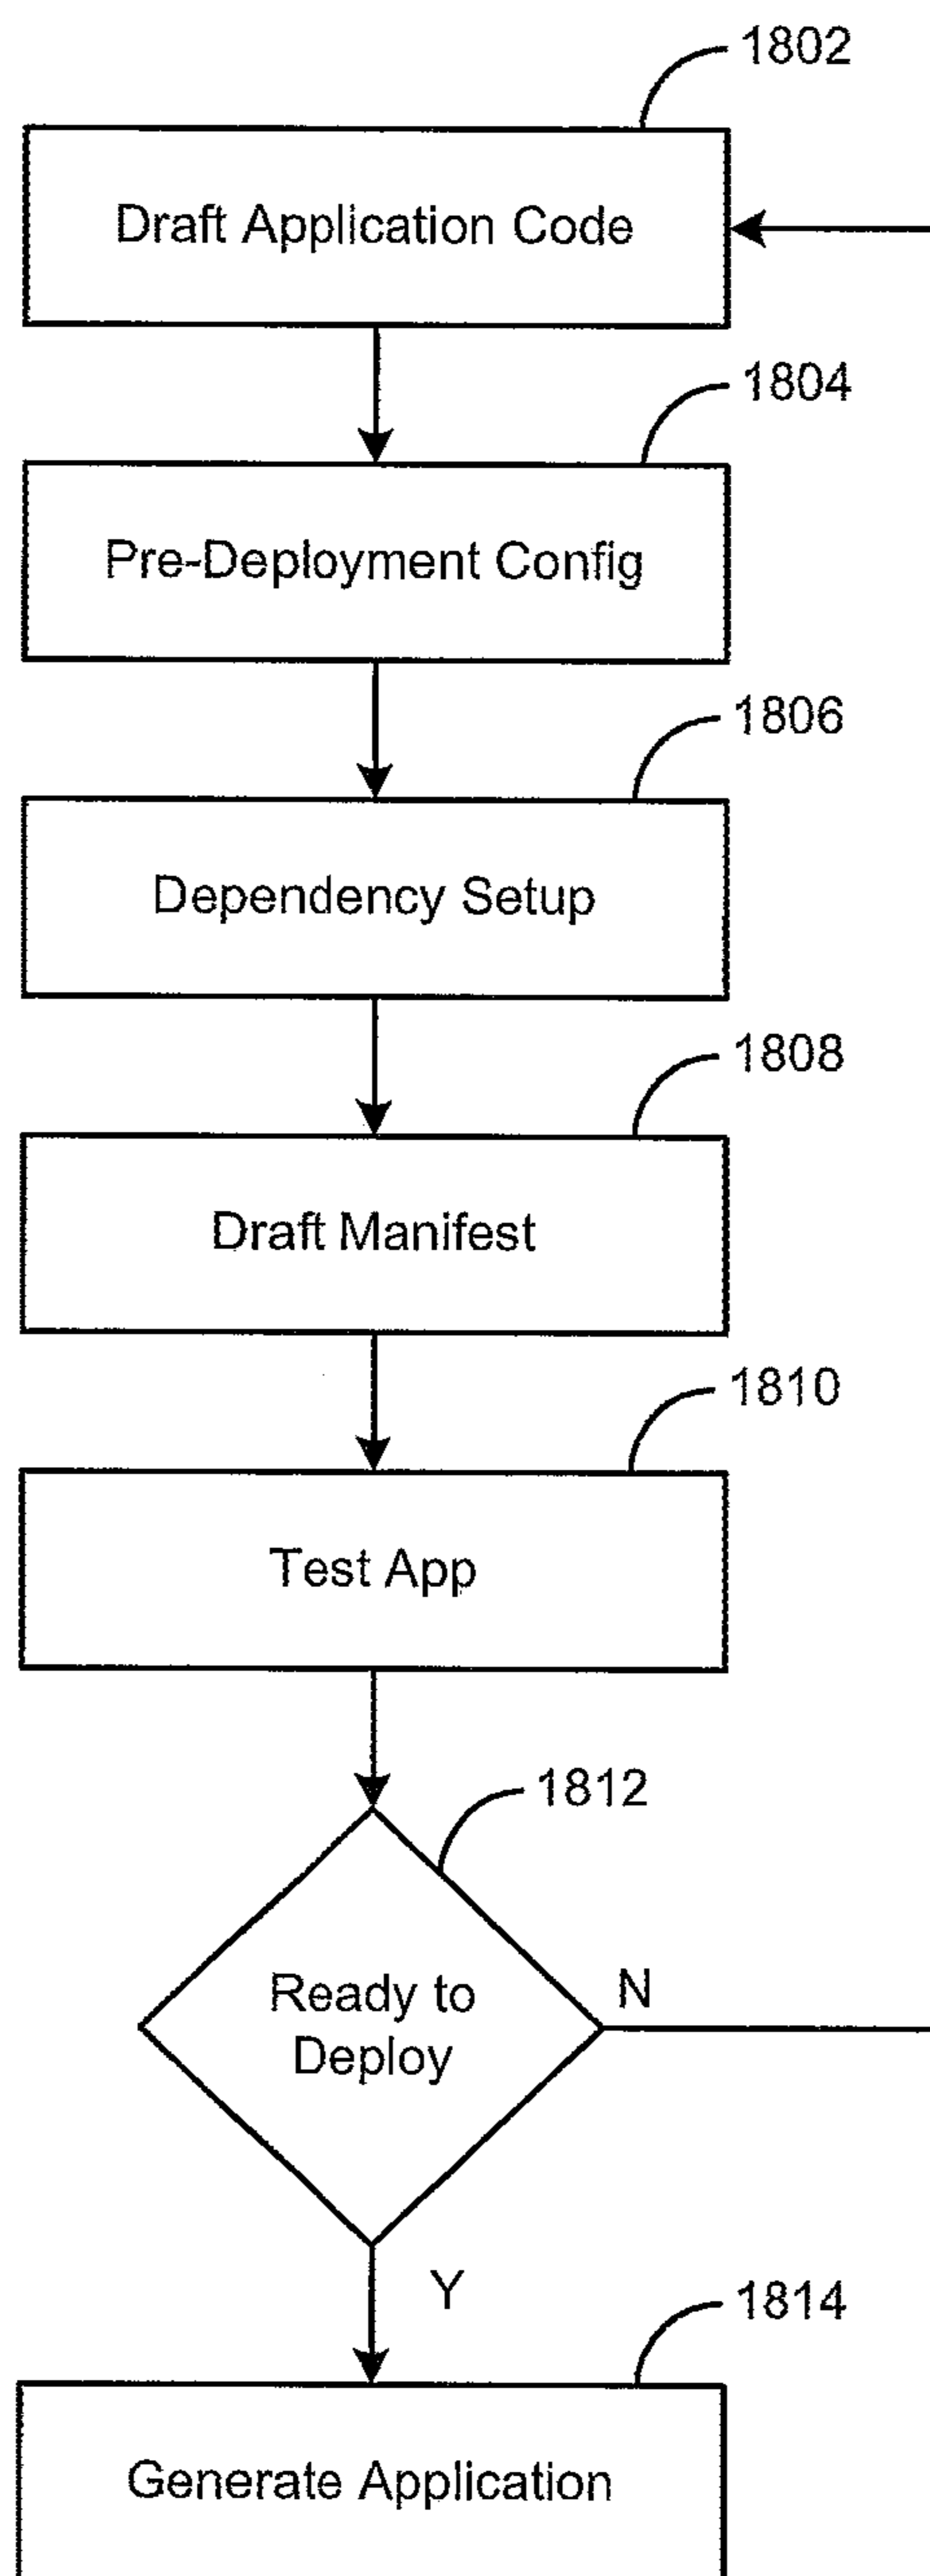 1802
Draft Application Code
1804
Pre-Deployment Config
1806
Dependency Setup
1808
Draft Manifest
1810
Test App
1812
Ready to
Deploy
N
Y
1814
Generate Application